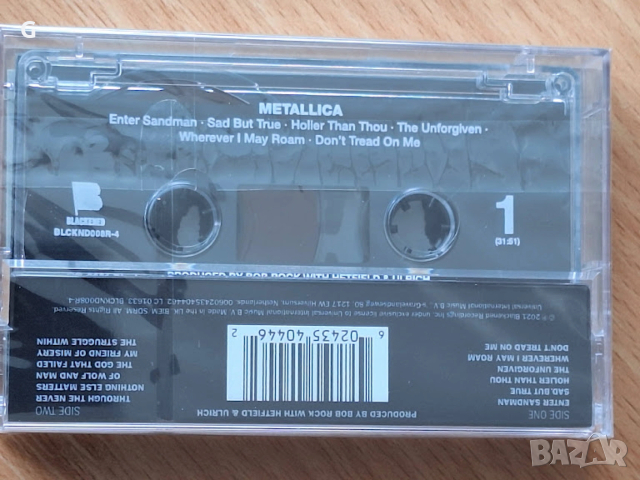 METALLICA
Enter Sandman · Sad But True · Holier Than Thou · The Unforgiven ·
Wherever I May Roam · Don't Tread On Me
BLCKND008R-4
1
(31:51)
PRODUCED BY BOB ROCK WITH HETFIELD & ULRICH
SIDE ONE
ENTER SANDMAN
SAD BUT TRUE
HOLIER THAN THOU
THE UNFORGIVEN
WHEREVER I MAY ROAM
DON'T TREAD ON ME
PRODUCED BY BOB ROCK WITH HETFIELD & ULRICH
6 02435 40446 2
SIDE TWO
THROUGH THE NEVER
NOTHING ELSE MATTERS
OF WOLF AND MAN
THE GOD THAT FAILED
MY FRIEND OF MISERY
THE STRUGGLE WITHIN
bazar